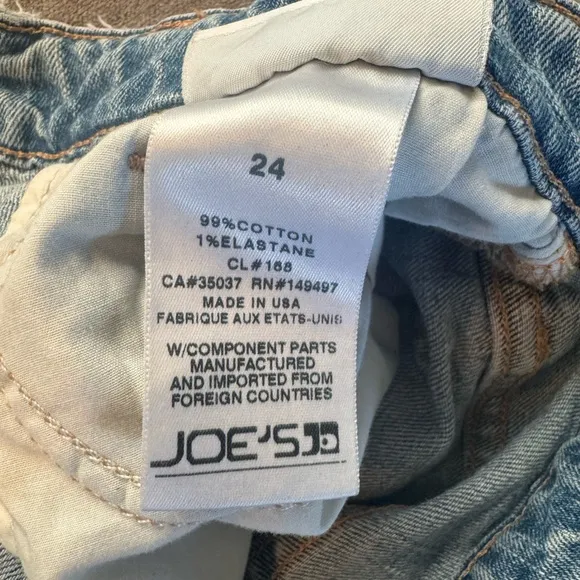 24
99%COTTON
1%ELASTANE
CL#168
CA#35037 RN#149497
MADE IN USA
FABRIQUE AUX ETATS-UNIS
W/COMPONENT PARTS
MANUFACTURED
AND IMPORTED FROM
FOREIGN COUNTRIES
JOE'S